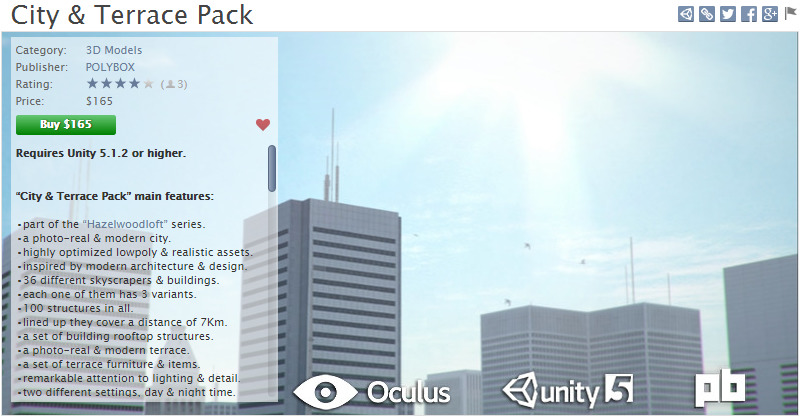 City & Terrace Pack
Category: 3D Models
Publisher: POLYBOX
Rating: (3)
Price: $165
Buy $165
Requires Unity 5.1.2 or higher.
“City & Terrace Pack” main features:
•part of the “Hazelwoodloft” series.
•a photo-real & modern city.
•highly optimized lowpoly & realistic assets.
•inspired by modern architecture & design.
•36 different skyscrapers & buildings.
•each one of them has 3 variants.
•100 structures in all.
•lined up they cover a distance of 7Km.
•a set of building rooftop structures.
•a photo-real & modern terrace.
•a set of terrace furniture & items.
•remarkable attention to lighting & detail.
•two different settings, day & night time.
Oculus unity 5 pb